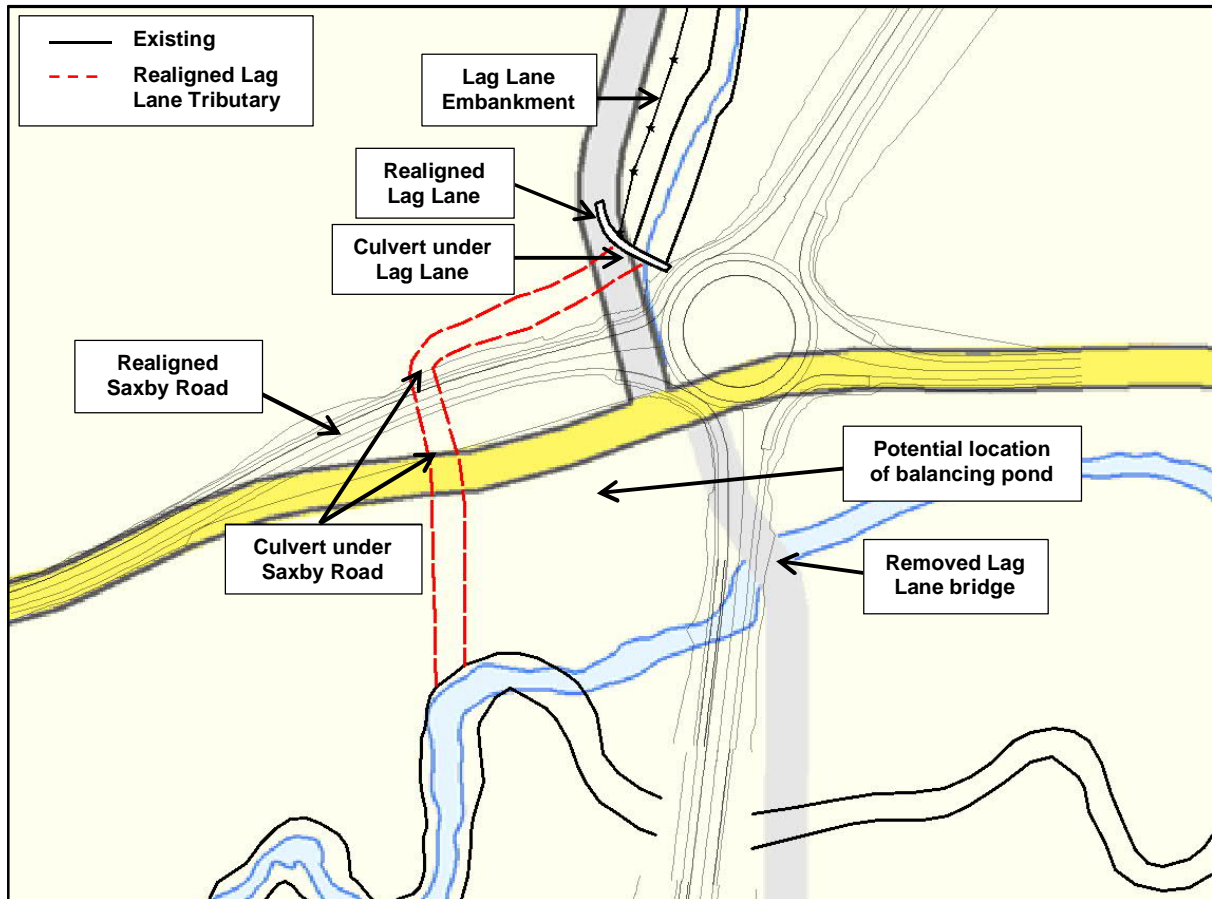 Existing
Realigned Lag
Lane Tributary
Lag Lane
Embankment
Realigned
Lag Lane
Culvert under
Lag Lane
Realigned
Saxby Road
Potential location
of balancing pond
Culvert under
Saxby Road
Removed Lag
Lane bridge